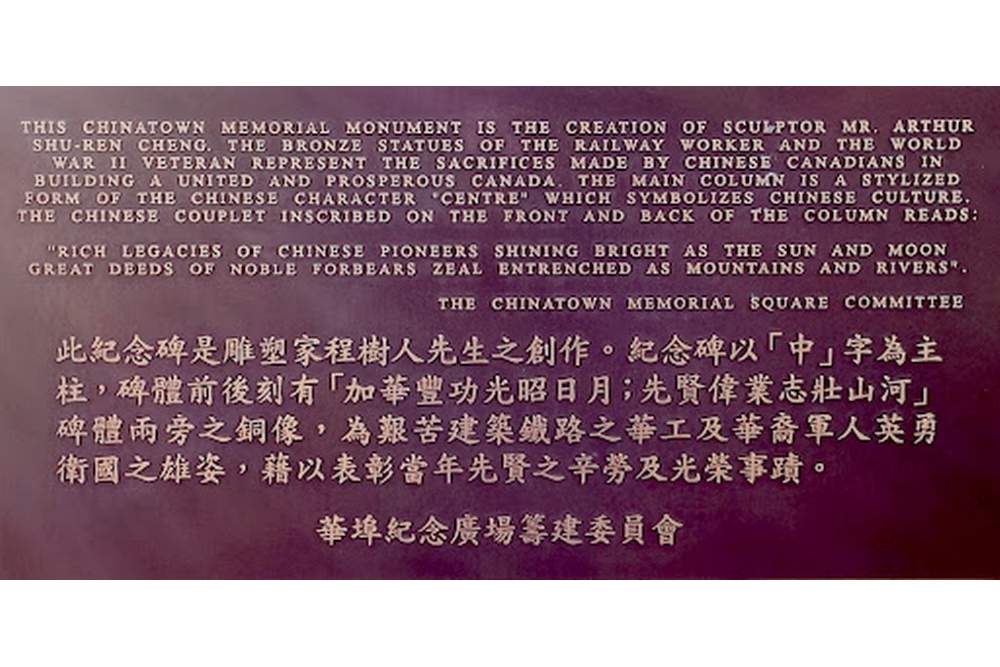 THIS CHINATOWN MEMORIAL MONUMENT IS THE CREATION OF SCULPTOR MR. ARTHUR
SHU-REN CHENG. THE BRONZE STATUES OF THE RAILWAY WORKER AND THE WORLD
WAR II VETERAN REPRESENT THE SACRIFICES MADE BY CHINESE CANADIANS IN
BUILDING A UNITED AND PROSPEROUS CANADA. THE MAIN COLUMN IS A STYLIZED
FORM OF THE CHINESE CHARACTER "CENTRE" WHICH SYMBOLIZES CHINESE CULTURE.
THE CHINESE COUPLET INSCRIBED ON THE FRONT AND BACK OF THE COLUMN READS:
"RICH LEGACIES OF CHINESE PIONEERS SHINING BRIGHT AS THE SUN AND MOON
GREAT DEEDS OF NOBLE FORBEARS ZEAL ENTRENCHED AS MOUNTAINS AND RIVERS".
THE CHINATOWN MEMORIAL SQUARE COMMITTEE
此紀念碑是雕塑家程樹人先生之創作。紀念碑以「中」字為主
柱，碑體前後刻有「加華豐功光昭日月；先賢偉業志壯山河」
碑體兩旁之銅像，為艱苦建築鐵路之華工及華裔軍人英勇
衛國之雄姿，藉以表彰當年先賢之辛勞及光榮事蹟。
華埠紀念廣場籌建委員會